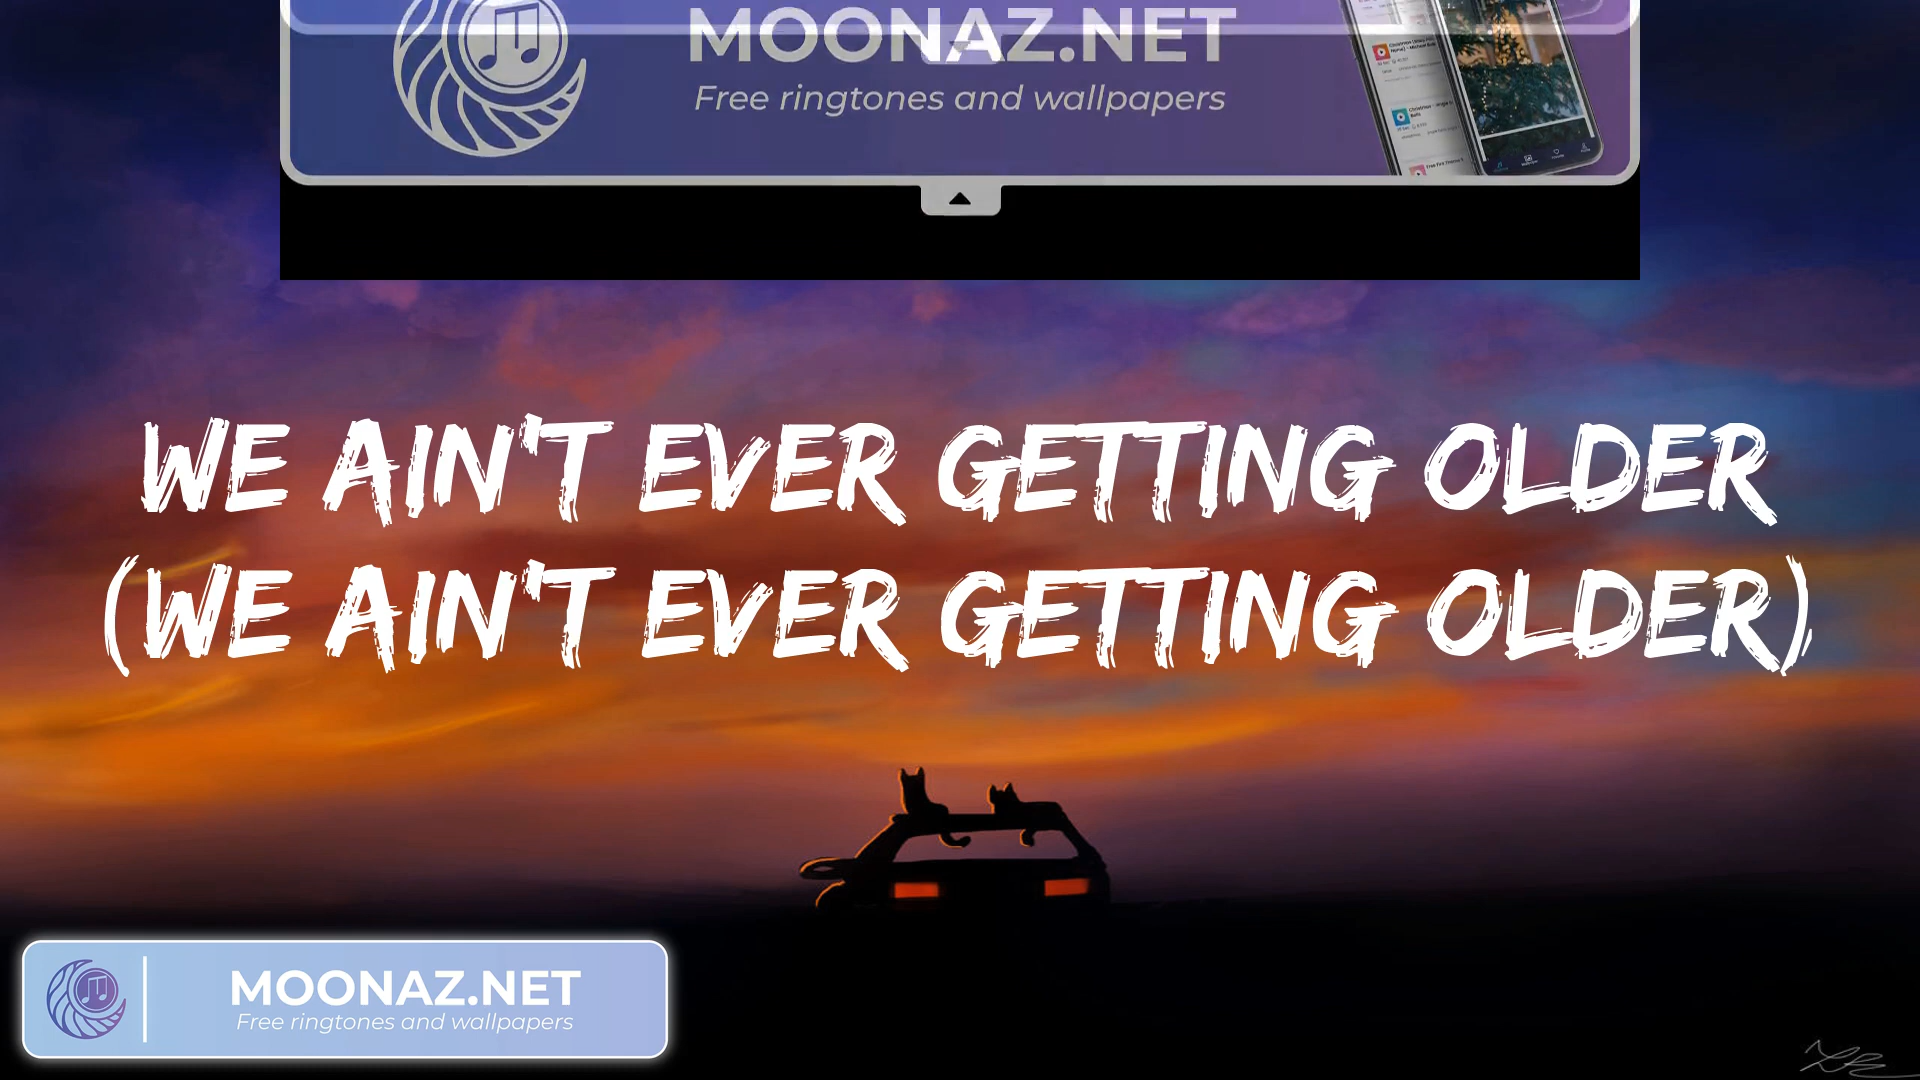 MOONAZ.NET
Free ringtones and wallpapers
WE AIN'T EVER GETTING OLDER
(WE AIN'T EVER GETTING OLDER)
MOONAZ.NET
Free ringtones and wallpapers